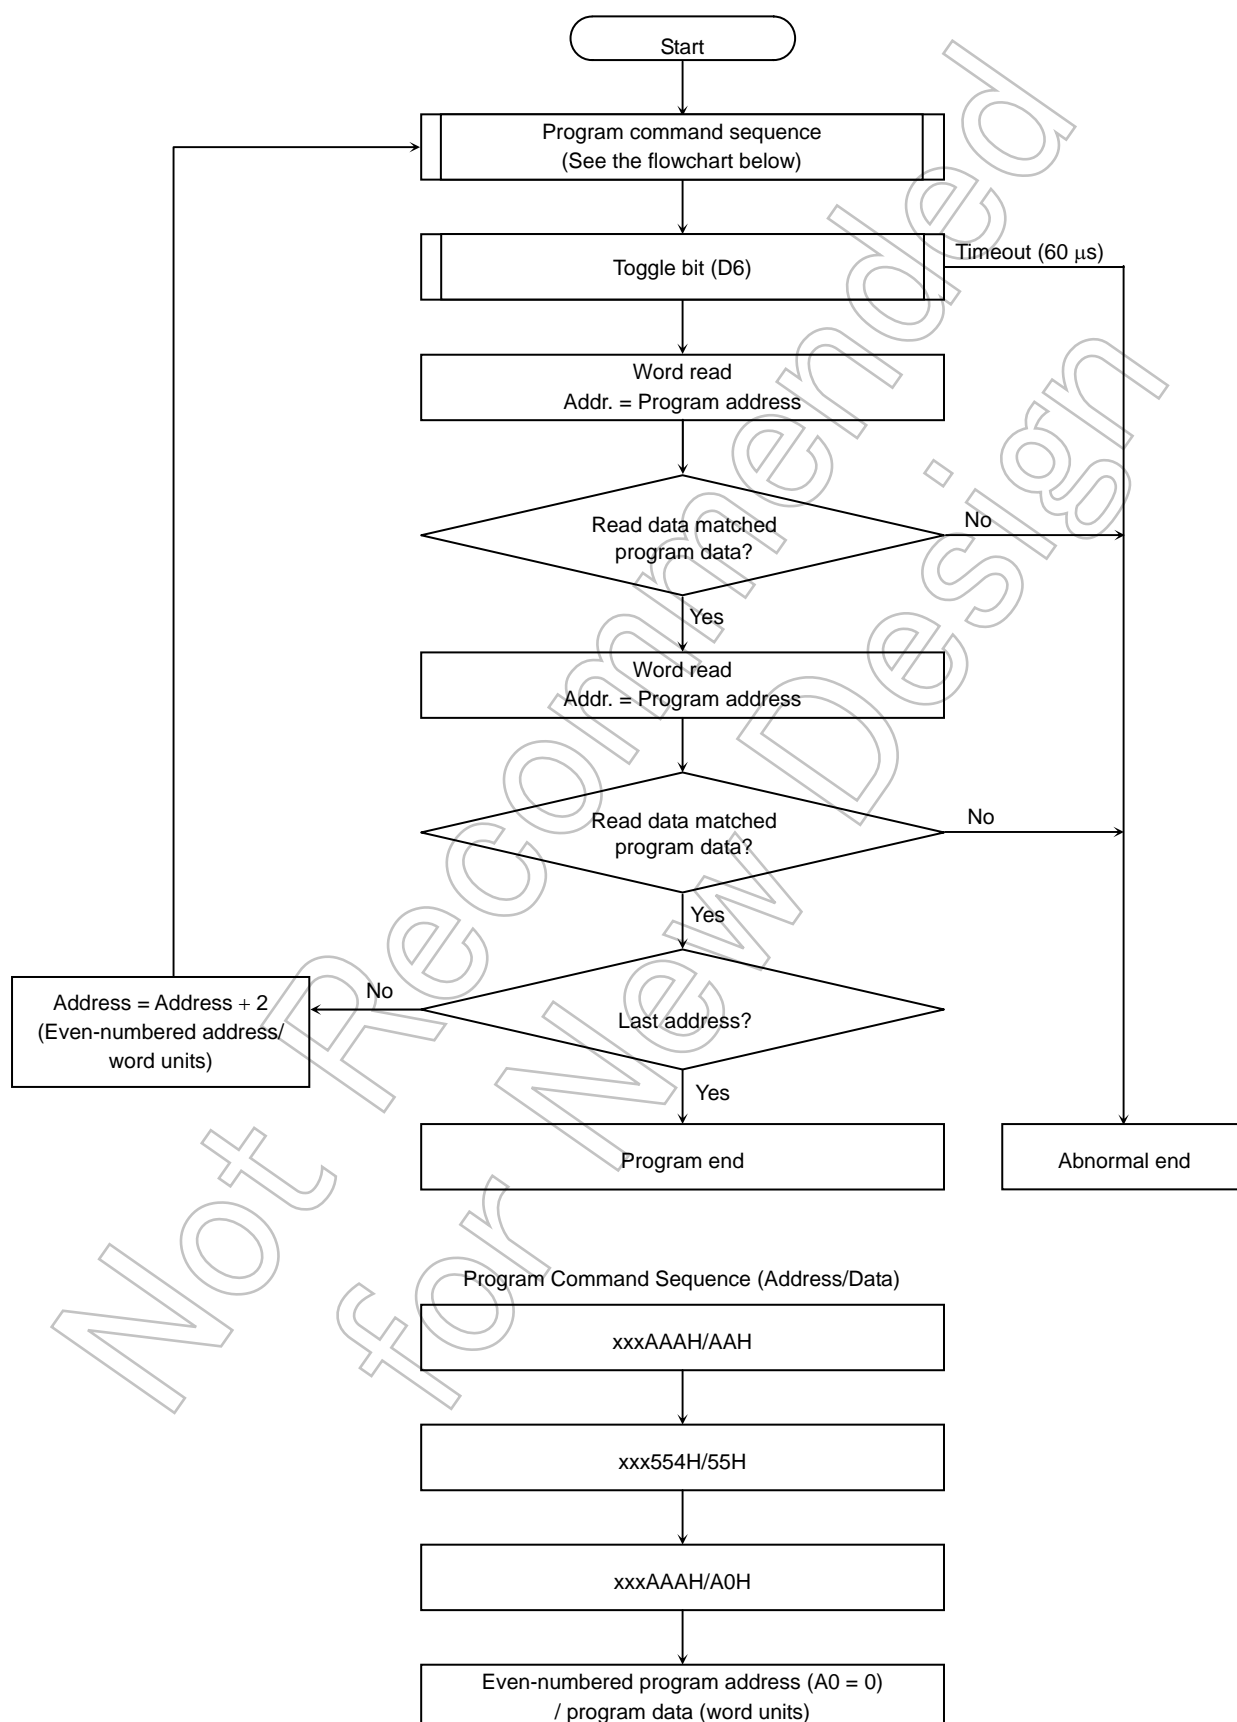 Start
Program command sequence
(See the flowchart below)
Toggle bit (D6)
Timeout (60 μs)
Word read
Addr. = Program address
Read data matched
program data?
No
Yes
Word read
Addr. = Program address
Read data matched
program data?
No
Yes
Address = Address + 2
(Even-numbered address/
word units)
No
Last address?
Yes
Program end
Abnormal end
Program Command Sequence (Address/Data)
xxxAAAH/AAH
xxx554H/55H
xxxAAAH/A0H
Even-numbered program address (A0 = 0)
/ program data (word units)
Not Recommended
for New Design